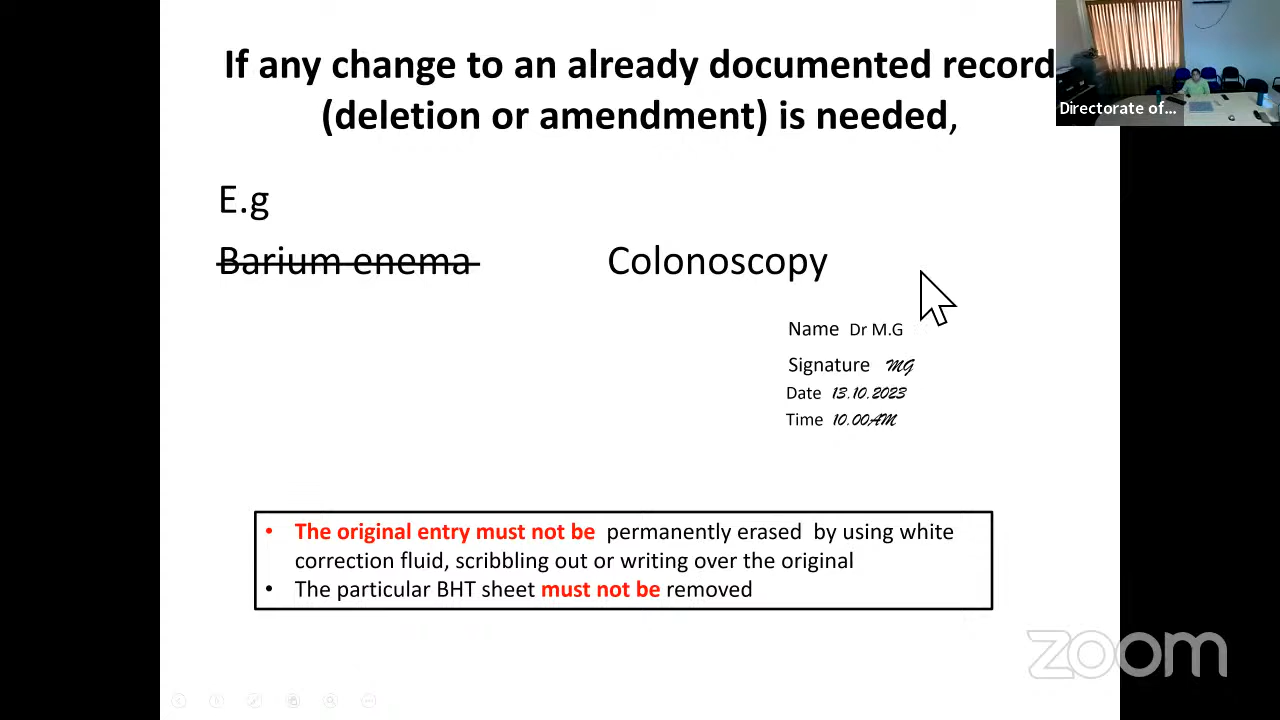 If any change to an already documented record
(deletion or amendment) is needed,
Directorate of...
E.g
Barium enema Colonoscopy
Name Dr M.G
Signature MG
Date 13.10.2023
Time 10.00AM
• The original entry must not be permanently erased by using white
correction fluid, scribbling out or writing over the original
• The particular BHT sheet must not be removed
zoom